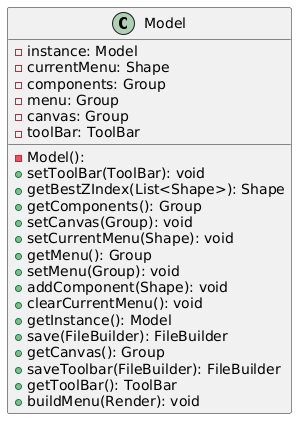 C Model
instance: Model
currentMenu: Shape
components: Group
menu: Group
canvas: Group
toolBar: ToolBar
Model():
setToolBar(ToolBar): void
getBestZIndex(List<Shape>): Shape
getComponents(): Group
setCanvas(Group): void
setCurrentMenu(Shape): void
getMenu(): Group
setMenu(Group): void
addComponent(Shape): void
clearCurrentMenu(): void
getInstance(): Model
save(FileBuilder): FileBuilder
getCanvas(): Group
saveToolbar(FileBuilder): FileBuilder
getToolBar(): ToolBar
buildMenu(Render): void